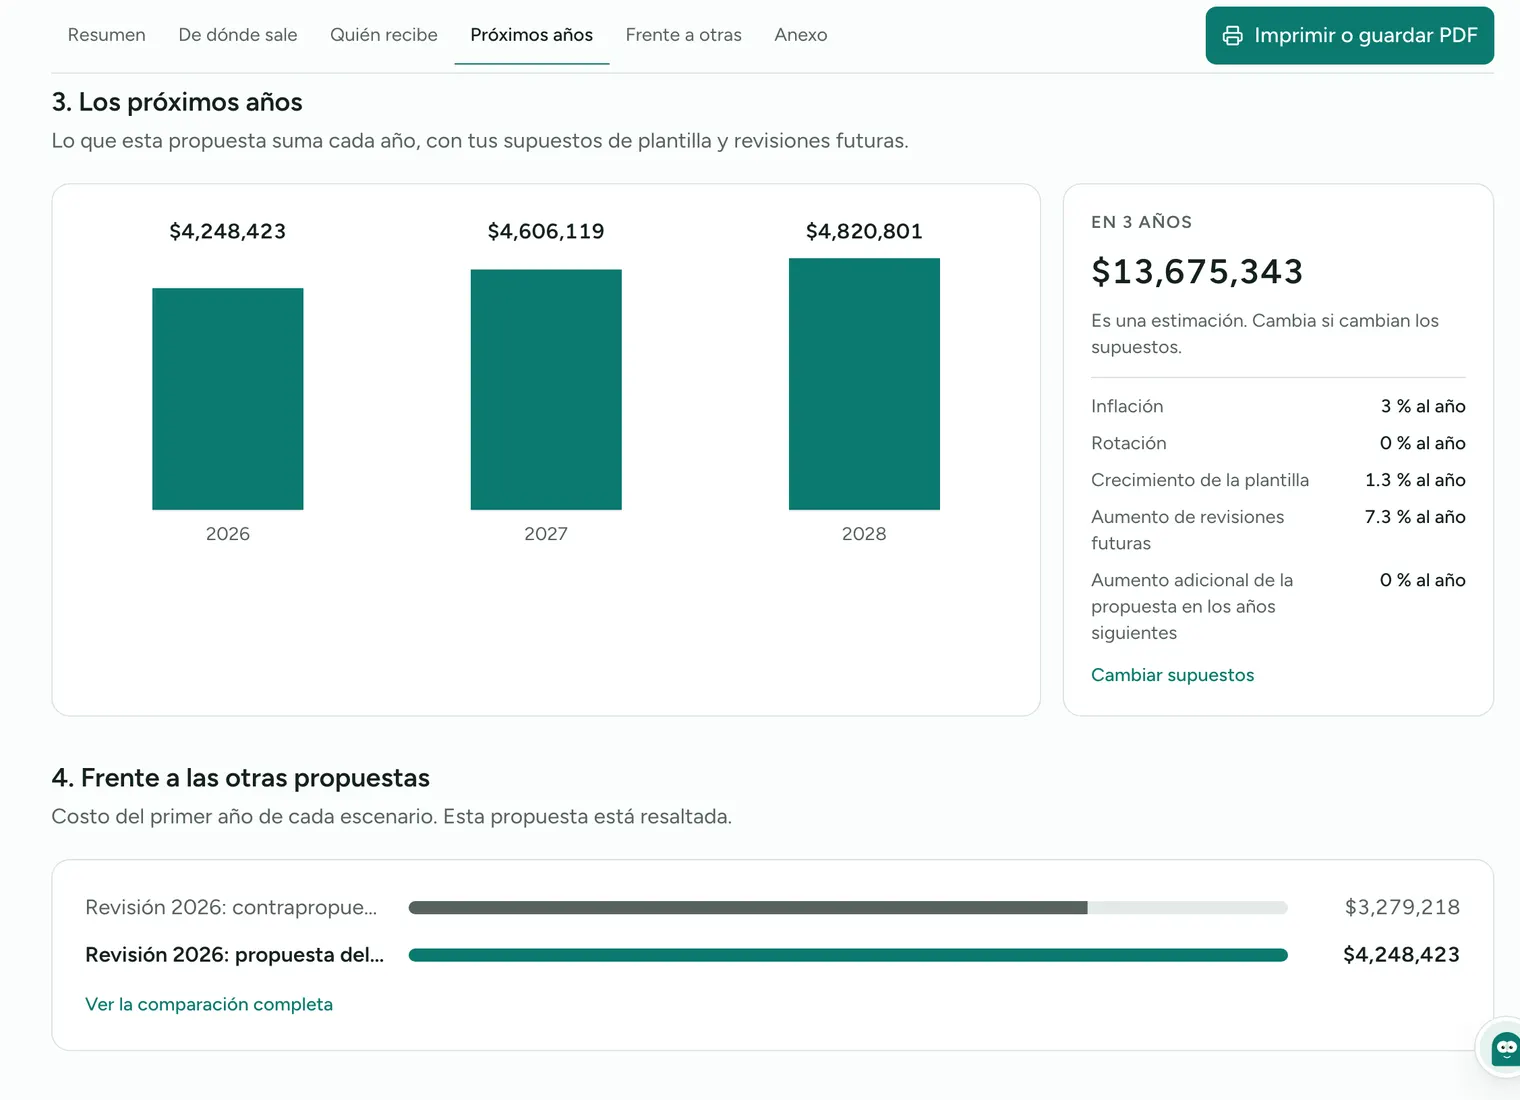 Resumen De dónde sale Quién recibe Próximos años Frente a otras Anexo Imprimir o guardar PDF
3. Los próximos años
Lo que esta propuesta suma cada año, con tus supuestos de plantilla y revisiones futuras.
$4,248,423 $4,606,119 $4,820,801
2026 2027 2028
EN 3 AÑOS
$13,675,343
Es una estimación. Cambia si cambian los
supuestos.
Inflación 3 % al año
Rotación 0 % al año
Crecimiento de la plantilla 1.3 % al año
Aumento de revisiones 7.3 % al año
futuras
Aumento adicional de la 0 % al año
propuesta en los años
siguientes
Cambiar supuestos
4. Frente a las otras propuestas
Costo del primer año de cada escenario. Esta propuesta está resaltada.
Revisión 2026: contrapropue... $3,279,218
Revisión 2026: propuesta del... $4,248,423
Ver la comparación completa